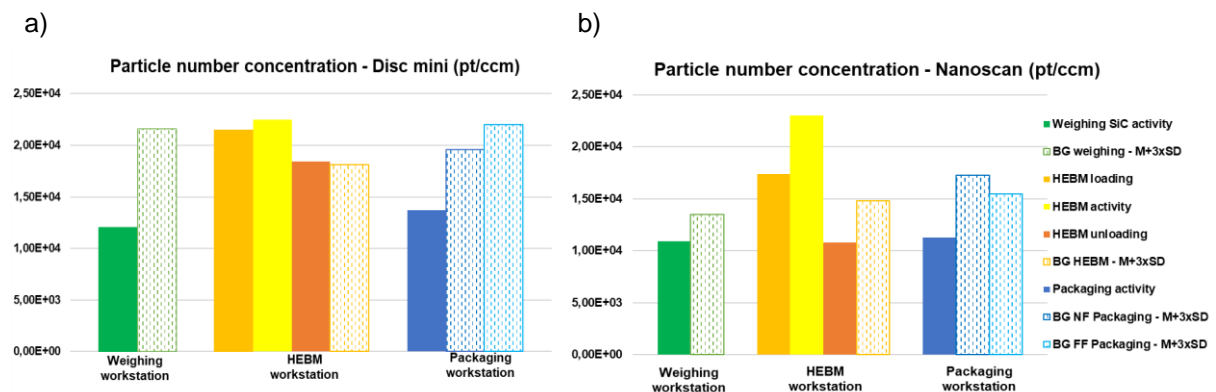 a)
Particle number concentration - Disc mini (pt/ccm)
2,50E+04
2,00E+04
1,50E+04
1,00E+04
5,00E+03
0,00E+00
Weighing
workstation
HEBM
workstation
Packaging
workstation
b)
Particle number concentration - Nanoscan (pt/ccm)
2,50E+04
2,00E+04
1,50E+04
1,00E+04
5,00E+03
0,00E+00
Weighing
workstation
HEBM
workstation
Packaging
workstation
Weighing SiC activity
BG weighing - M+3xSD
HEBM loading
HEBM activity
HEBM unloading
BG HEBM - M+3xSD
Packaging activity
BG NF Packaging - M+3xSD
BG FF Packaging - M+3xSD